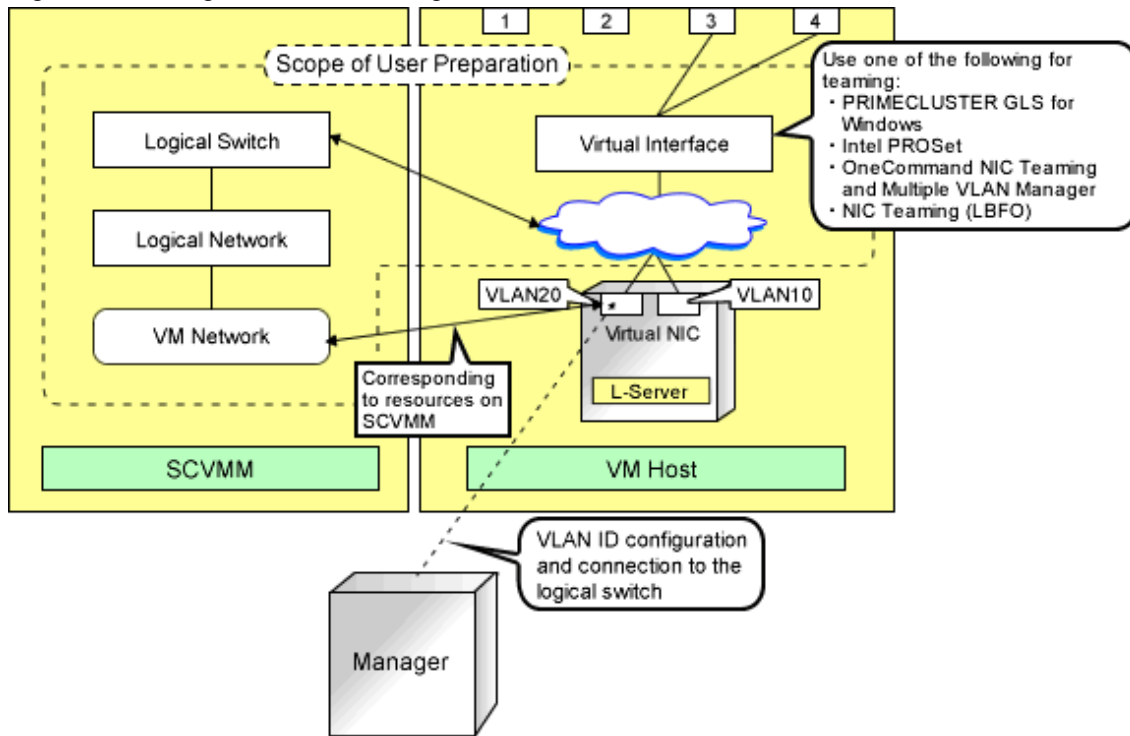 1
2
3
4
Scope of User Preparation
Use one of the following for
teaming:
・PRIMECLUSTER GLS for
Windows
・Intel PROSet
・OneCommand NIC Teaming
and Multiple VLAN Manager
・NIC Teaming (LBFO)
Logical Switch
Virtual Interface
Logical Network
VLAN20
VLAN10
*
Virtual NIC
VM Network
Corresponding
to resources on
SCVMM
L-Server
SCVMM
VM Host
VLAN ID configuration
and connection to the
logical switch
Manager